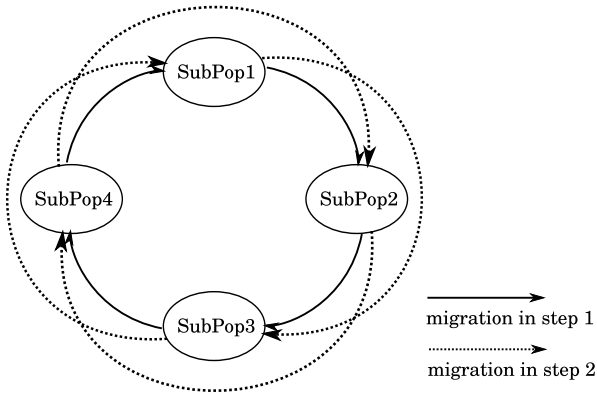 SubPop1
SubPop4
SubPop2
SubPop3
migration in step 1
migration in step 2